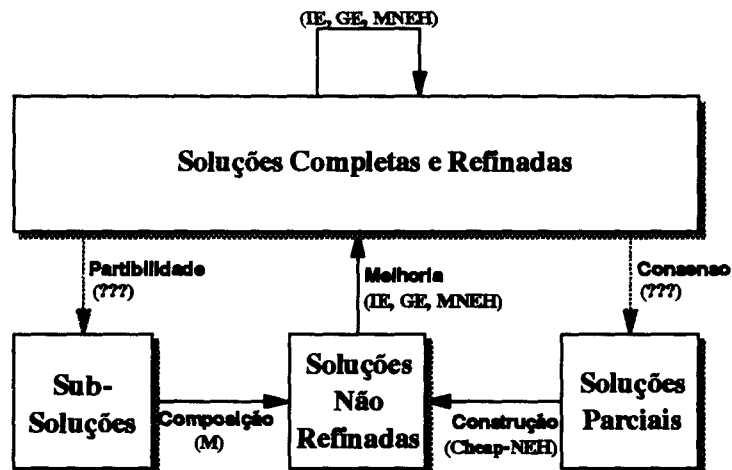 (IE, GE, MNEH)
Soluções Completas e Refinadas
Partibilidade
(???)
Melhoria
(IE, GE, MNEH)
Consenso
(???)
Sub-
Soluções
Composição
(M)
Soluções
Não
Refinadas
Construção
(Cheap-NEH)
Soluções
Parciais